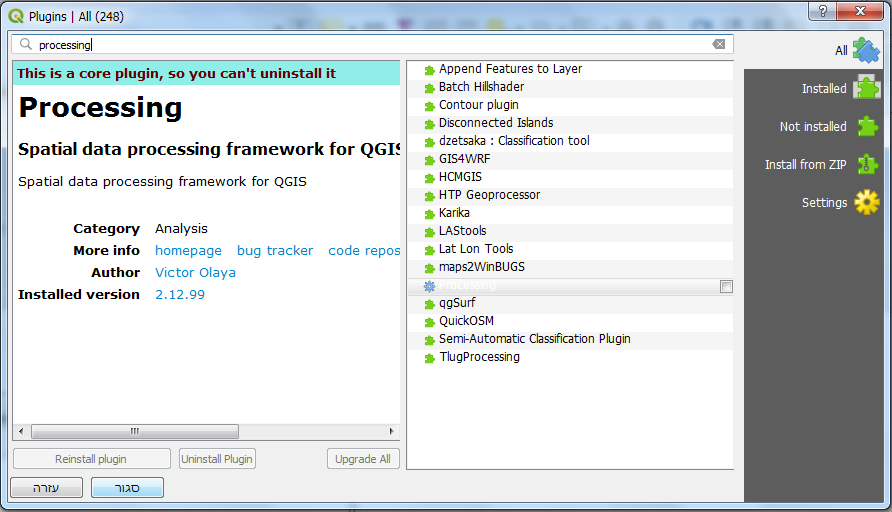 Plugins | All (248)
processing
All
Installed
Not installed
Install from ZIP
Settings
This is a core plugin, so you can't uninstall it
Processing
Spatial data processing framework for QGIS
Spatial data processing framework for QGIS
Category Analysis
More info homepage bug tracker code repos
Author Victor Olaya
Installed version 2.12.99
Append Features to Layer
Batch Hillshader
Contour plugin
Disconnected Islands
dzetsaka : Classification tool
GIS4WRF
HCMGIS
HTP Geoprocessor
Karika
LAStools
Lat Lon Tools
maps2WinBUGS
Processing
qgSurf
QuickOSM
Semi-Automatic Classification Plugin
TlugProcessing
Reinstall plugin Uninstall Plugin Upgrade All
עזרה סגור